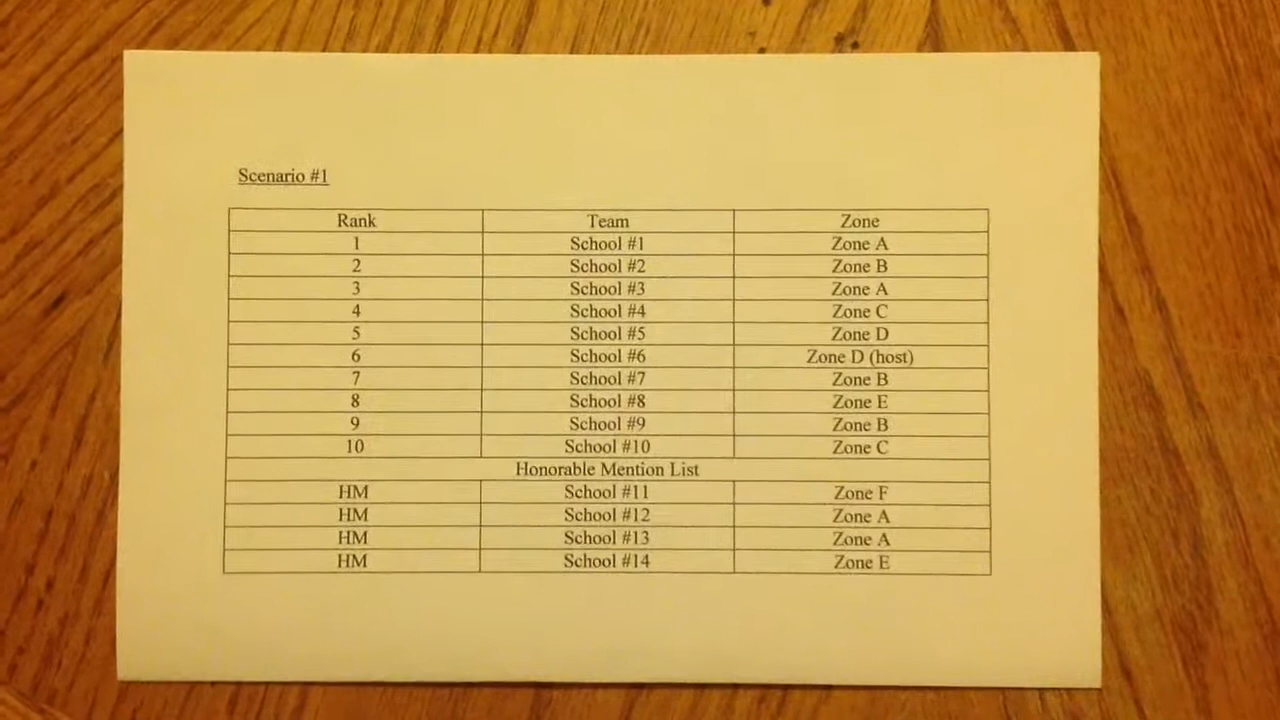 Scenario #1
Rank Team Zone
1 School #1 Zone A
2 School #2 Zone B
3 School #3 Zone A
4 School #4 Zone C
5 School #5 Zone D
6 School #6 Zone D (host)
7 School #7 Zone B
8 School #8 Zone E
9 School #9 Zone B
10 School #10 Zone C
Honorable Mention List
HM School #11 Zone F
HM School #12 Zone A
HM School #13 Zone A
HM School #14 Zone E